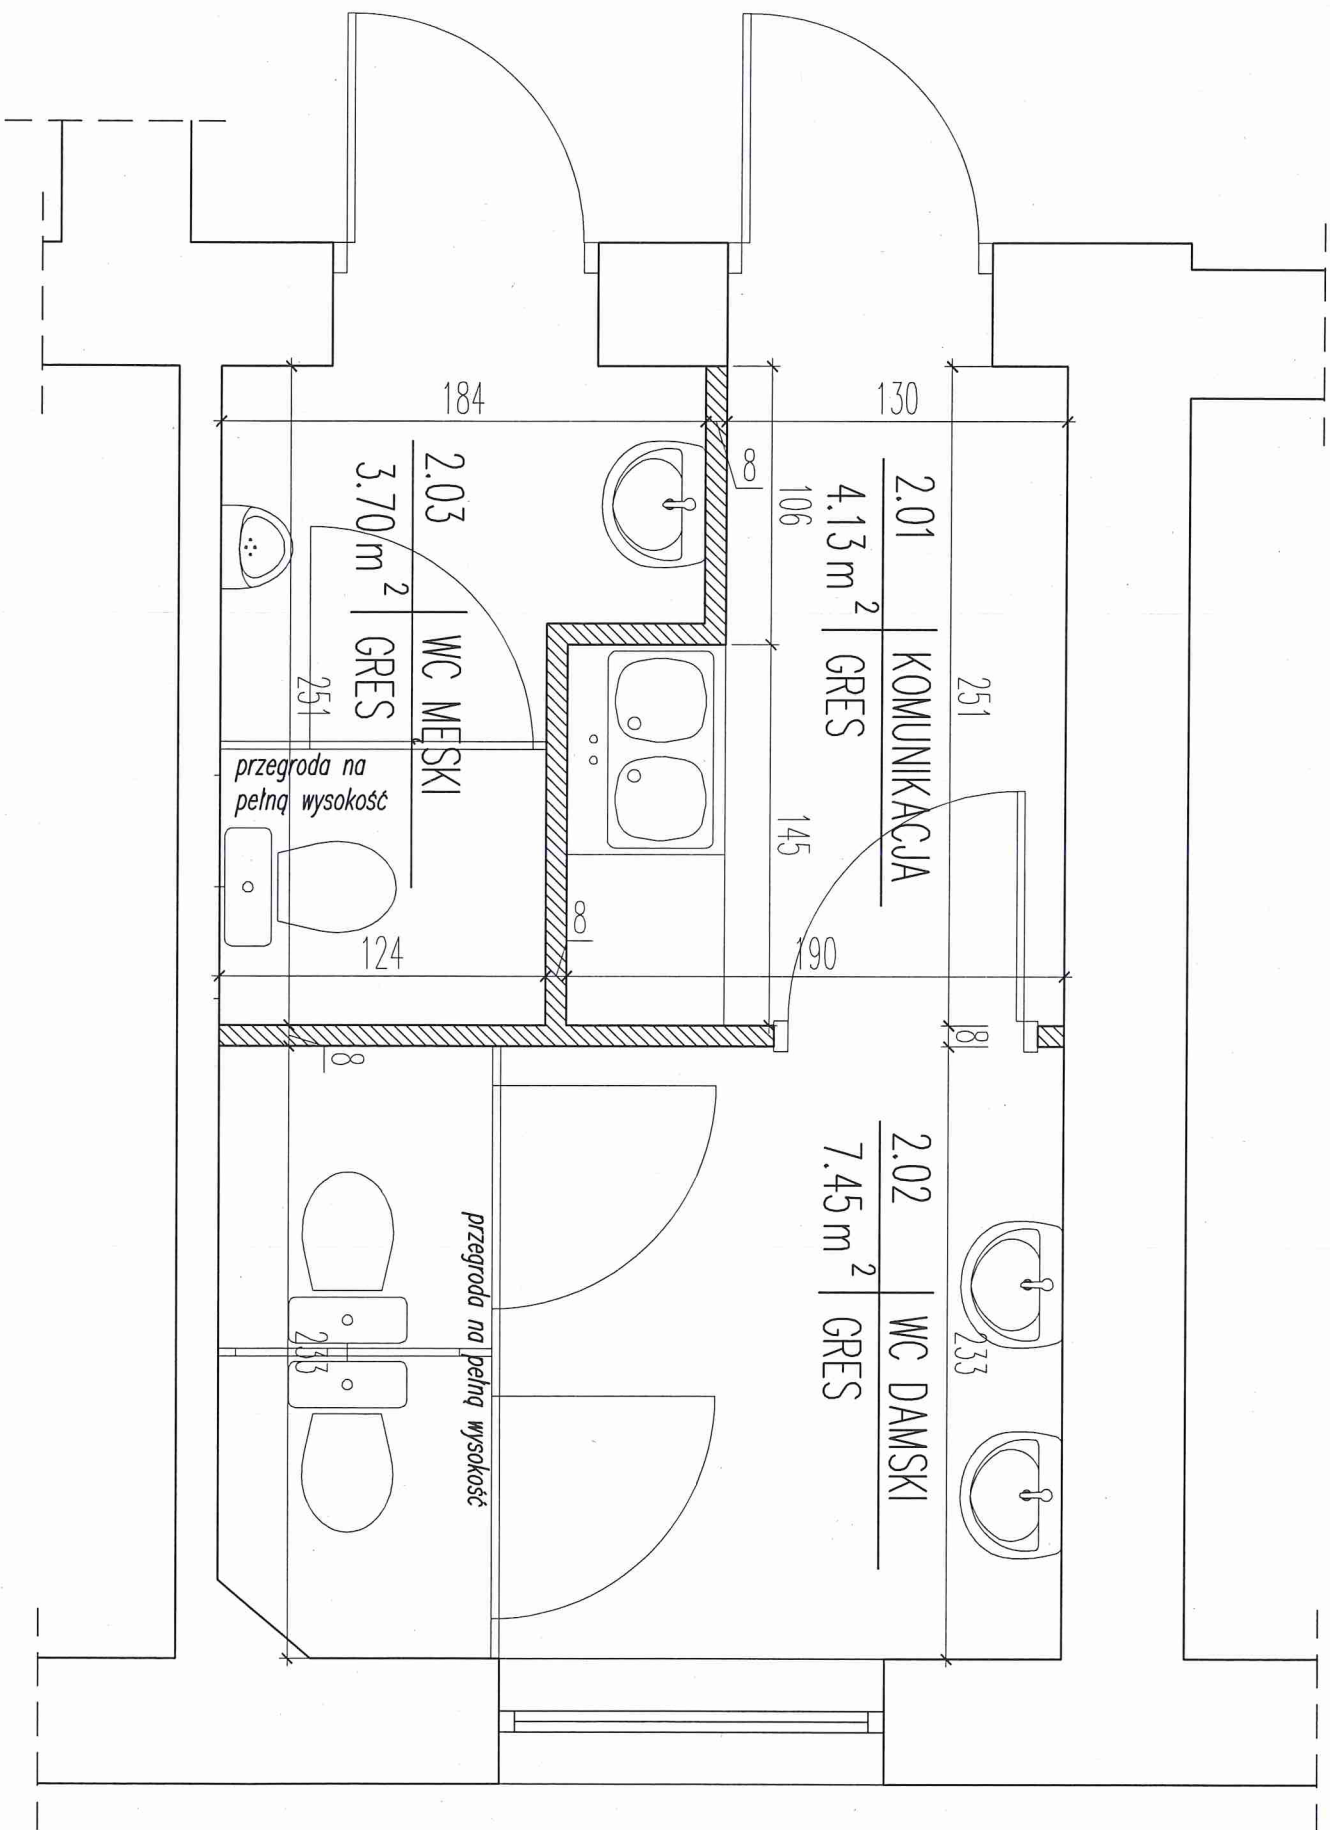 184
130
8
106
251
2.01 KOMUNIKACJA
4.13 m² GRES
2.03 WC MĘSKI
3.70 m² GRES
251
przegroda na
pełną wysokość
145
8
124
190
8
8
2.02 WC DAMSKI
7.45 m² GRES
233
233
przegroda na pełną wysokość